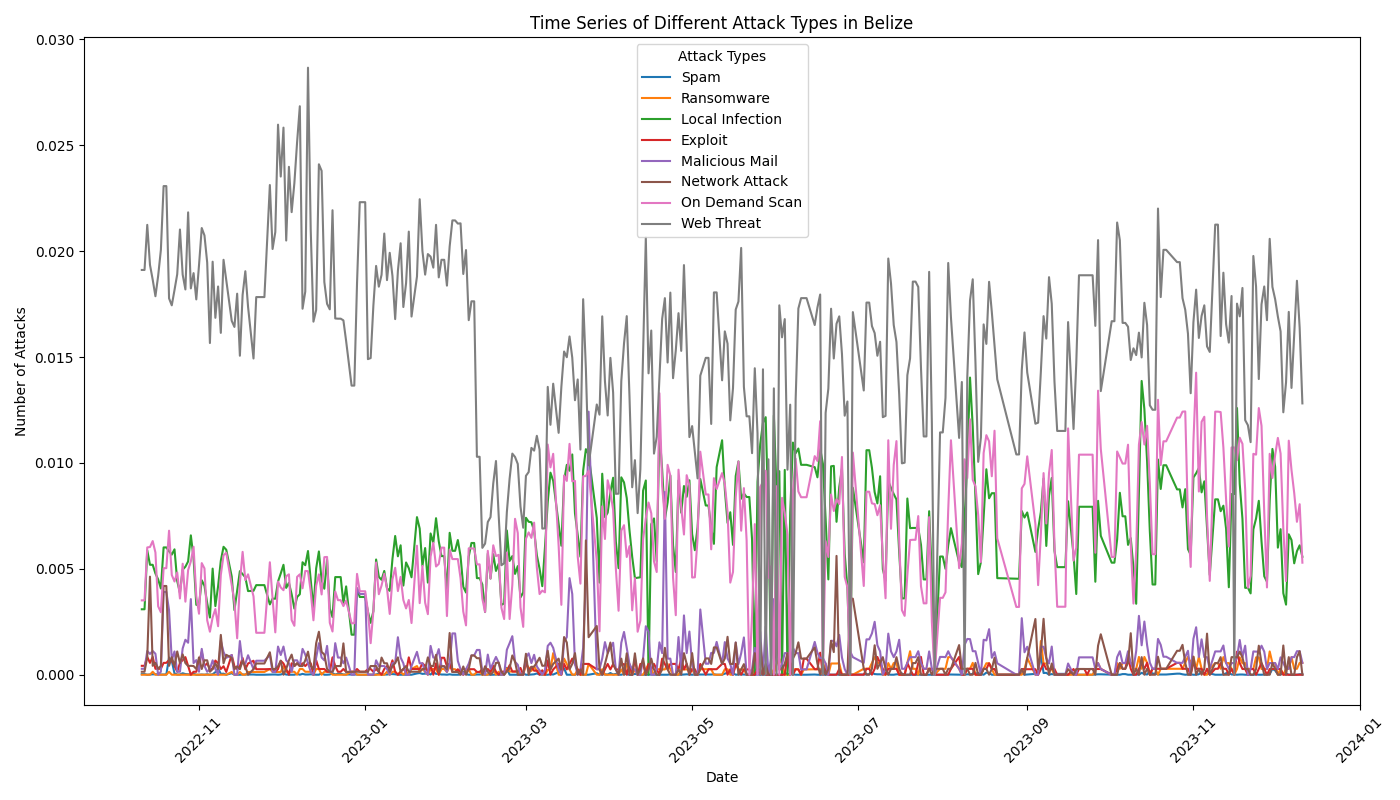 Time Series of Different Attack Types in Belize
0.030
0.025
0.020
0.015
0.010
0.005
0.000
Number of Attacks
Attack Types
Spam
Ransomware
Local Infection
Exploit
Malicious Mail
Network Attack
On Demand Scan
Web Threat
2022-11
2023-01
2023-03
2023-05
2023-07
2023-09
2023-11
2024-01
Date